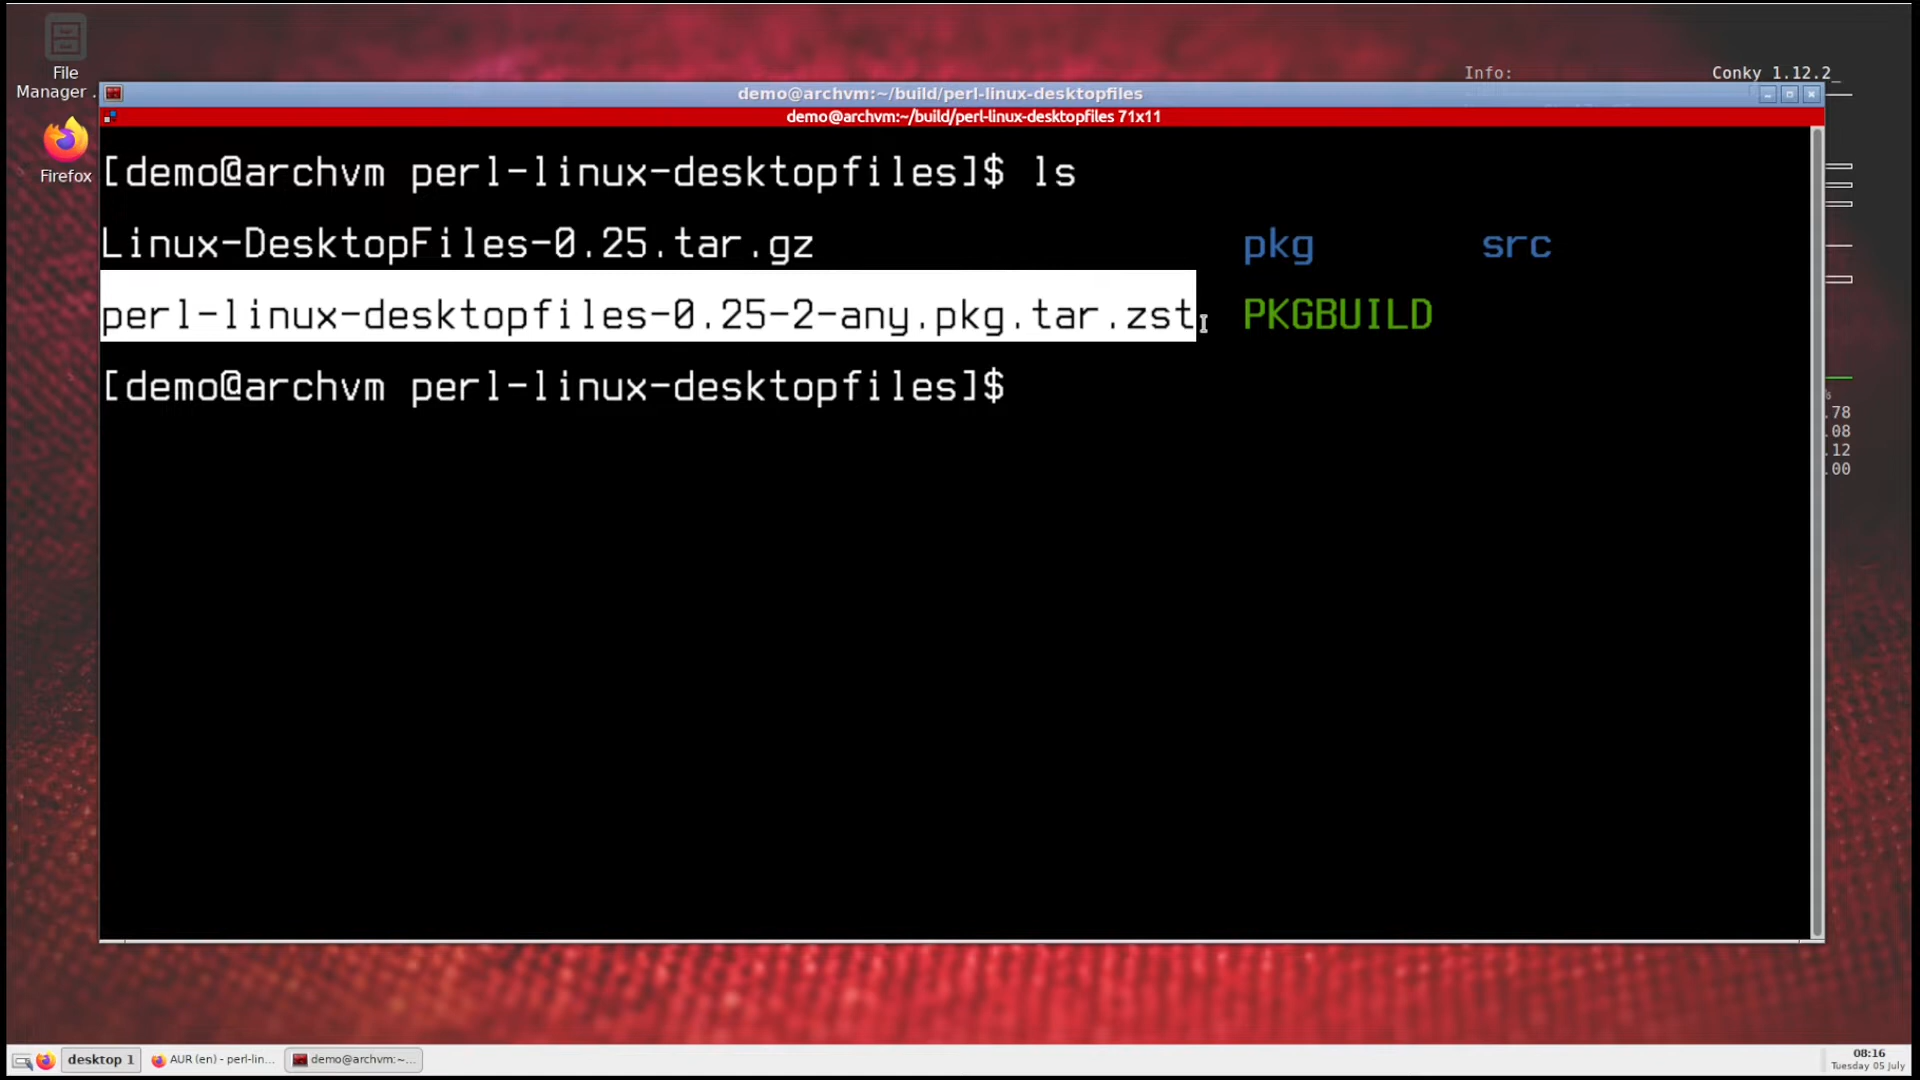 File
Manager .
Firefox
Info:
Conky 1.12.2_
demo@archvm:~/build/perl-linux-desktopfiles
demo@archvm:~/build/perl-linux-desktopfiles 71x11
[demo@archvm perl-linux-desktopfiles]$ ls
Linux-DesktopFiles-0.25.tar.gz pkg src
perl-linux-desktopfiles-0.25-2-any.pkg.tar.zst PKGBUILD
[demo@archvm perl-linux-desktopfiles]$
%
.78
.08
.12
.00
desktop 1
AUR (en) - perl-lin...
demo@archvm:~...
08:16
Tuesday 05 July